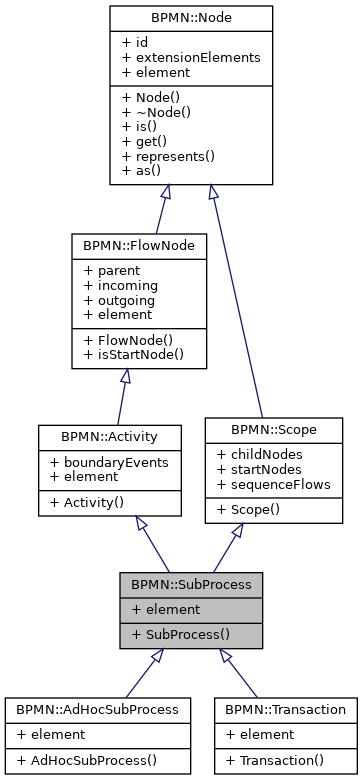 BPMN::Node
+ id
+ extensionElements
+ element
+ Node()
+ ~Node()
+ is()
+ get()
+ represents()
+ as()
BPMN::FlowNode
+ parent
+ incoming
+ outgoing
+ element
+ FlowNode()
+ isStartNode()
BPMN::Activity
+ boundaryEvents
+ element
+ Activity()
BPMN::Scope
+ childNodes
+ startNodes
+ sequenceFlows
+ Scope()
BPMN::SubProcess
+ element
+ SubProcess()
BPMN::AdHocSubProcess
+ element
+ AdHocSubProcess()
BPMN::Transaction
+ element
+ Transaction()